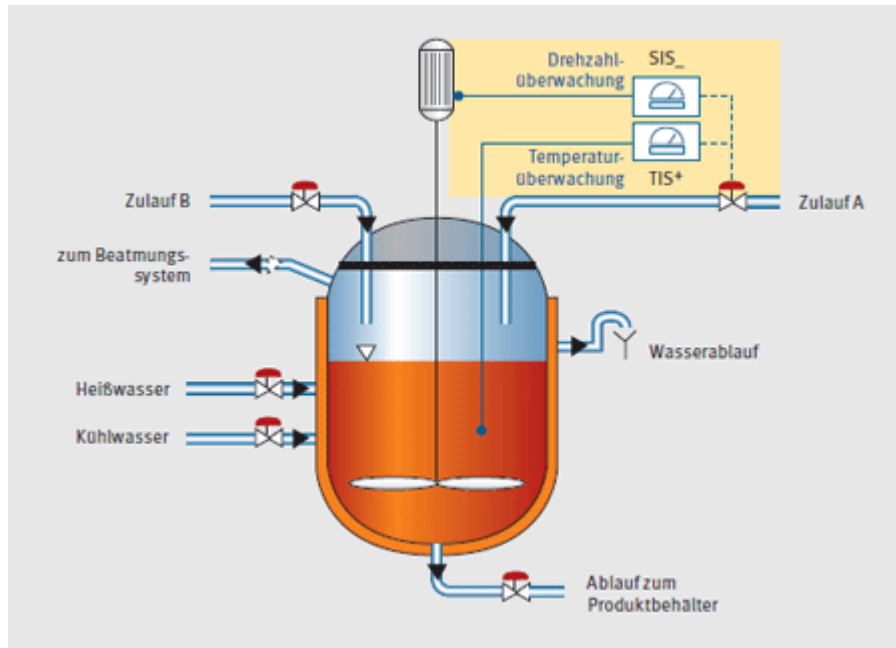 Drehzahl-
überwachung
SIS_
Temperatur-
überwachung
TIS+
Zulauf B
Zulauf A
zum Beatmungs-
system
Wasserablauf
Heißwasser
Kühlwasser
Ablauf zum
Produktbehälter